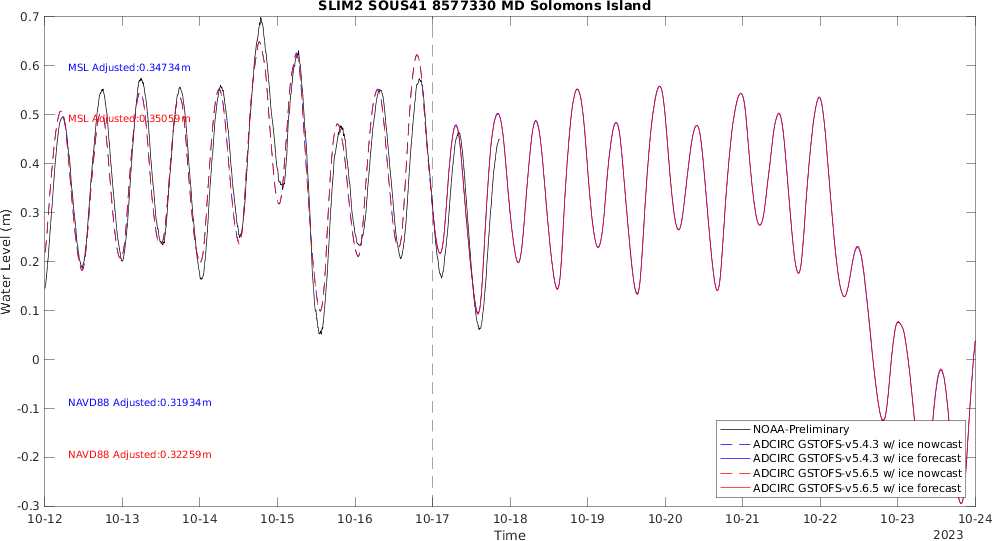 SLIM2 SOUS41 8577330 MD Solomons Island
0.7
0.6
0.5
0.4
0.3
0.2
0.1
0
-0.1
-0.2
-0.3
Water Level (m)
MSL Adjusted:0.34734m
MSL Adjusted:0.35059m
NAVD88 Adjusted:0.31934m
NAVD88 Adjusted:0.32259m
NOAA-Preliminary
ADCIRC GSTOFS-v5.4.3 w/ ice nowcast
ADCIRC GSTOFS-v5.4.3 w/ ice forecast
ADCIRC GSTOFS-v5.6.5 w/ ice nowcast
ADCIRC GSTOFS-v5.6.5 w/ ice forecast
10-12 10-13 10-14 10-15 10-16 10-17 10-18 10-19 10-20 10-21 10-22 10-23 10-24
Time
2023